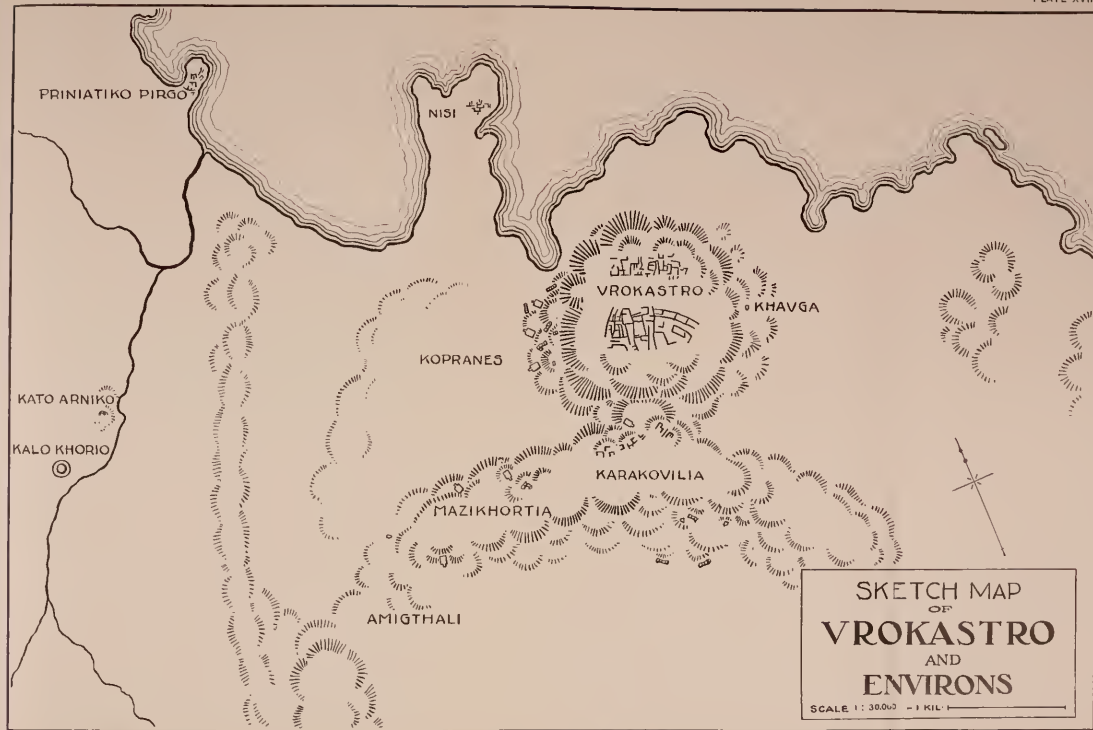 PRINIATIKO PIRGO
NISI
VROKASTRO
KHAVGA
KOPRANES
KATO ARNIKO
KALO KHORIO
KARAKOVILIA
MAZIKHORTIA
AMIGTHALI
SKETCH MAP
OF
VROKASTRO
AND
ENVIRONS
SCALE 1:30.000 - 1 KIL.